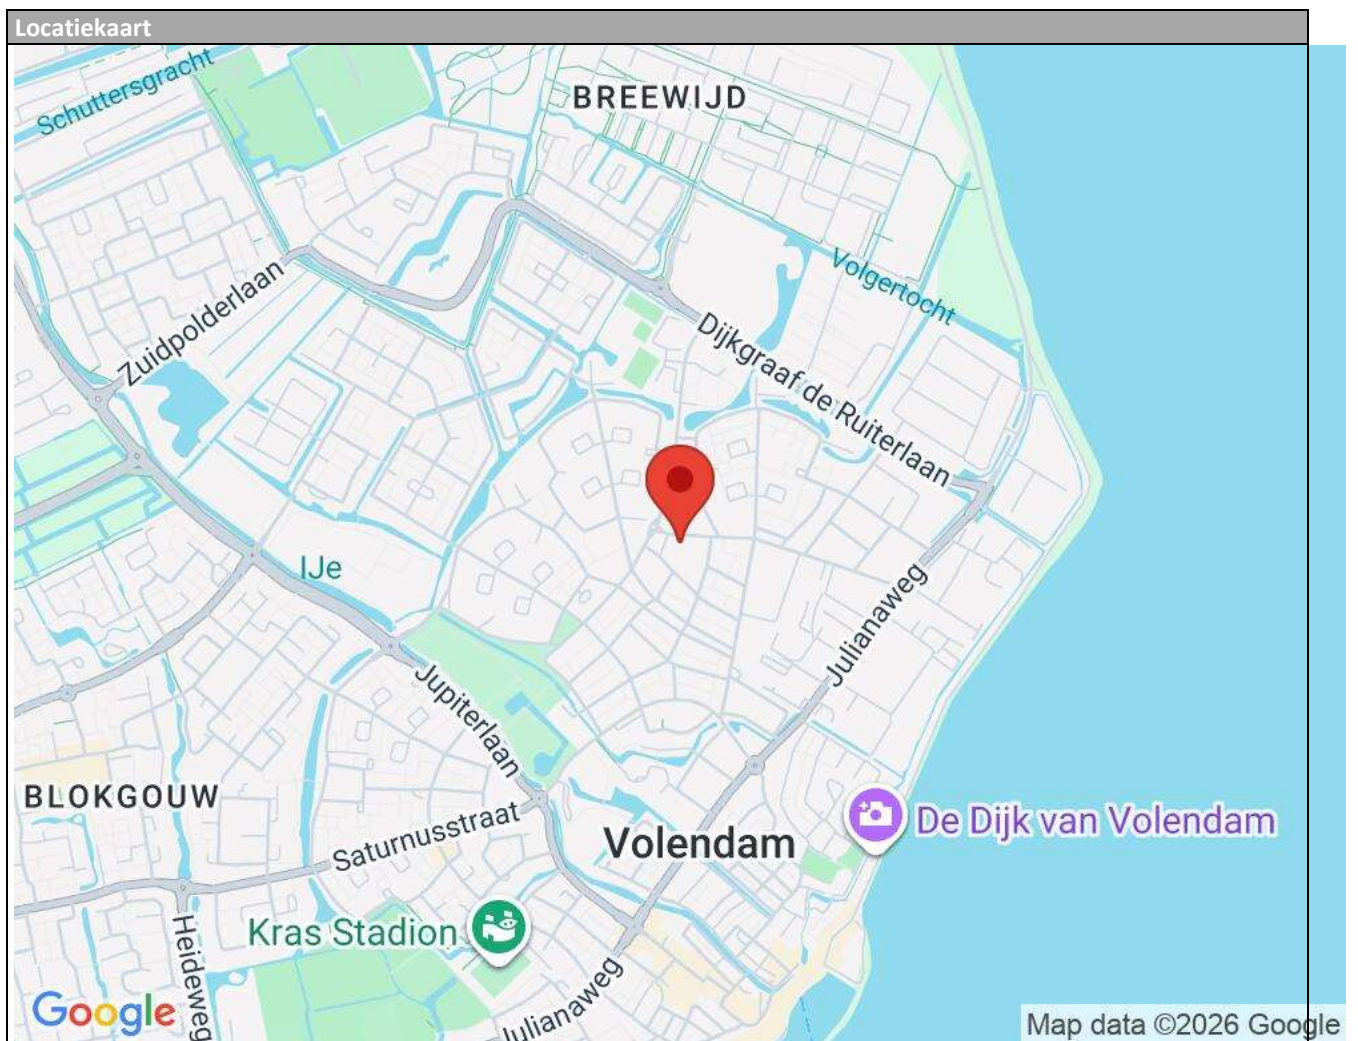 Locatiekaart
Schuttersgracht
BREEWIJD
Volgertocht
Zuidpolderlaan
Dijkgraaf de Ruiterlaan
IJe
Julianaweg
Jupiterlaan
BLOKGOUW
Saturnusstraat
Volendam
De Dijk van Volendam
Kras Stadion
Heideweg
Julianaweg
Google
Map data ©2026 Google